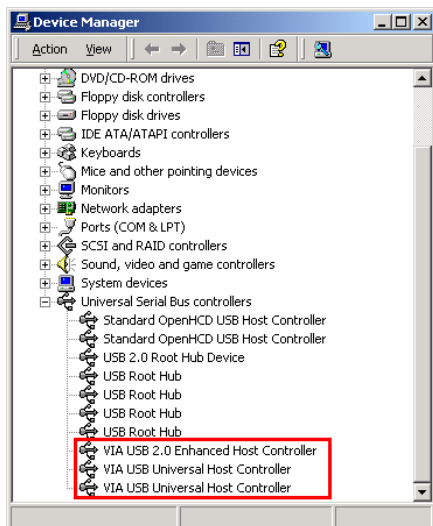 Device Manager
Action View
DVD/CD-ROM drives
Floppy disk controllers
Floppy disk drives
IDE ATA/ATAPI controllers
Keyboards
Mice and other pointing devices
Monitors
Network adapters
Ports (COM & LPT)
SCSI and RAID controllers
Sound, video and game controllers
System devices
Universal Serial Bus controllers
Standard OpenHCD USB Host Controller
Standard OpenHCD USB Host Controller
USB 2.0 Root Hub Device
USB Root Hub
USB Root Hub
USB Root Hub
USB Root Hub
VIA USB 2.0 Enhanced Host Controller
VIA USB Universal Host Controller
VIA USB Universal Host Controller